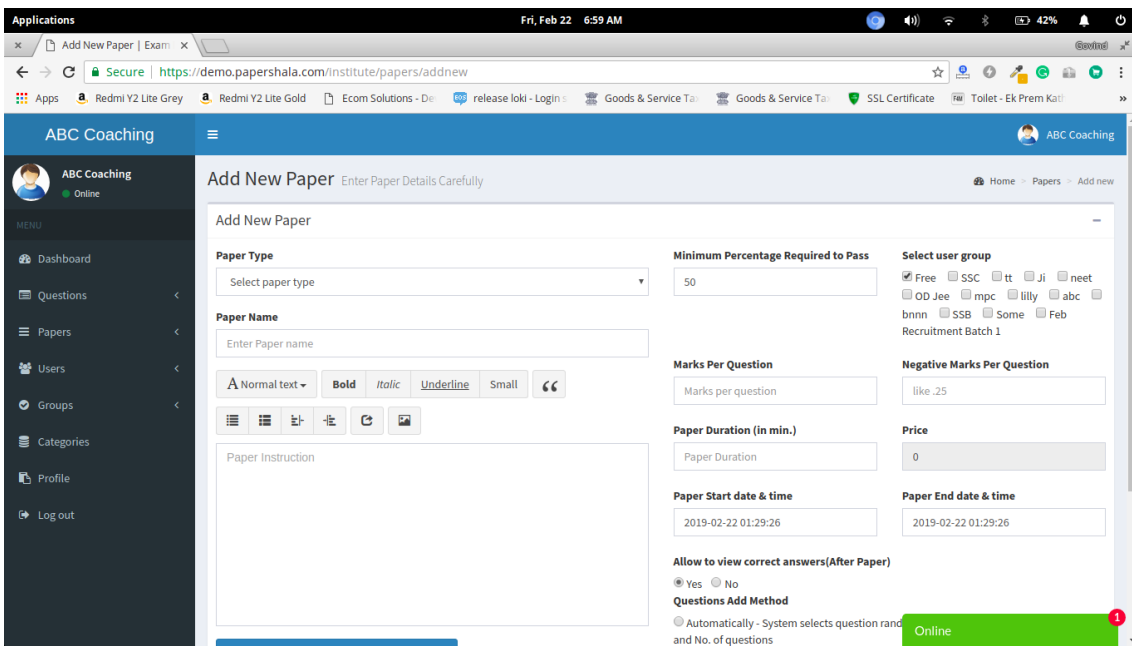 Applications
Fri, Feb 22 6:59 AM
42%
Add New Paper | Exam
Govind
Secure | https://demo.papershala.com/institute/papers/addnew
Apps
Redmi Y2 Lite Grey
Redmi Y2 Lite Gold
Ecom Solutions - De
release loki - Login s
Goods & Service Ta
Goods & Service Ta
SSL Certificate
Toilet - Ek Prem Kat
»
ABC Coaching
ABC Coaching
ABC Coaching
Online
MENU
Dashboard
Questions
Papers
Users
Groups
Categories
Profile
Log out
Add New Paper Enter Paper Details Carefully
Home > Papers > Add new
Add New Paper
Paper Type
Select paper type
Paper Name
Enter Paper name
A Normal text
Bold
Italic
Underline
Small
Paper Instruction
Minimum Percentage Required to Pass
50
Select user group
Free SSC tt Ji neet
OD Jee mpc lilly abc
bnnn SSB Some Feb
Recruitment Batch 1
Marks Per Question
Marks per question
Negative Marks Per Question
like .25
Paper Duration (in min.)
Paper Duration
Price
0
Paper Start date & time
2019-02-22 01:29:26
Paper End date & time
2019-02-22 01:29:26
Allow to view correct answers(After Paper)
Yes No
Questions Add Method
Automatically - System selects question rand
and No. of questions
Online
1